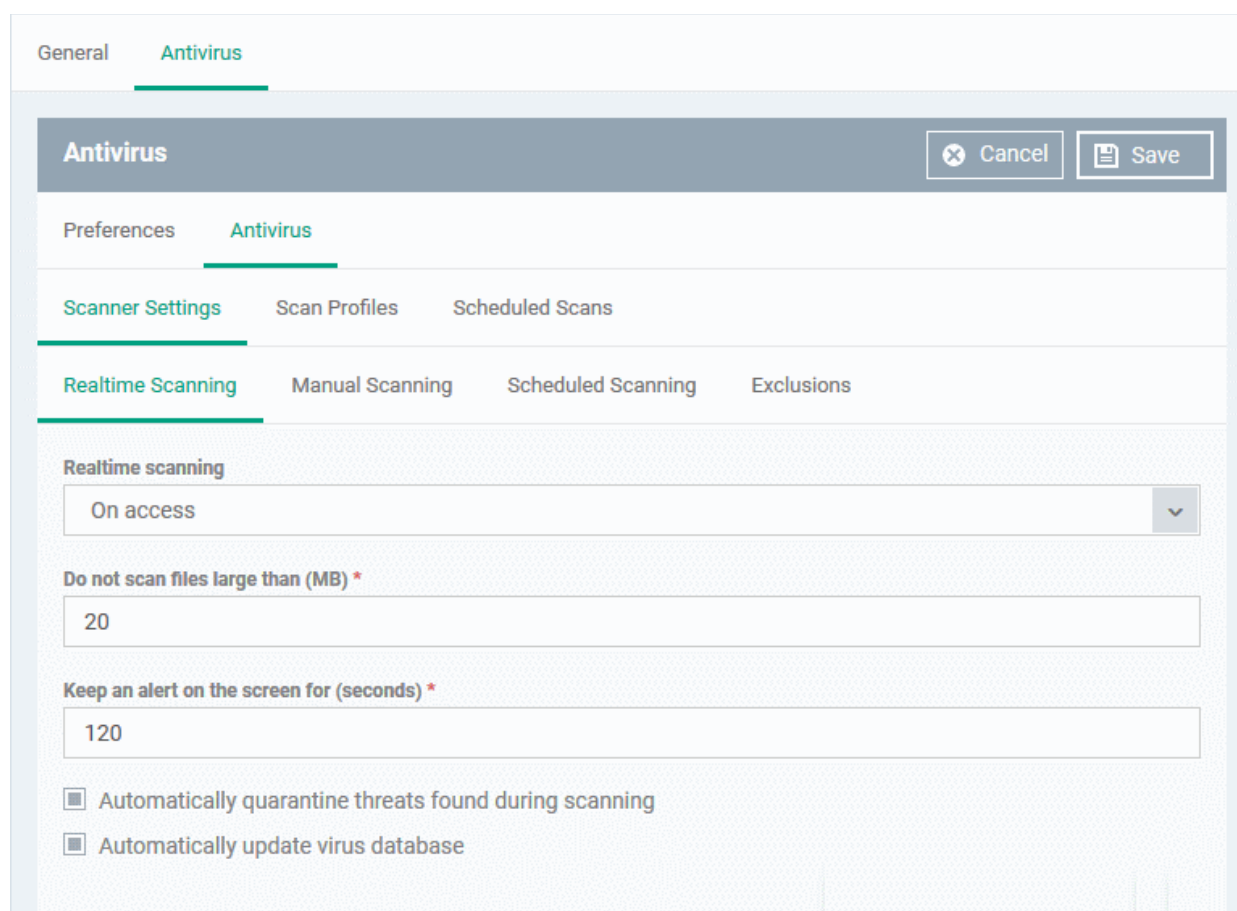 General Antivirus
Antivirus Cancel Save
Preferences Antivirus
Scanner Settings Scan Profiles Scheduled Scans
Realtime Scanning Manual Scanning Scheduled Scanning Exclusions
Realtime scanning
On access
Do not scan files large than (MB) *
20
Keep an alert on the screen for (seconds) *
120
Automatically quarantine threats found during scanning
Automatically update virus database